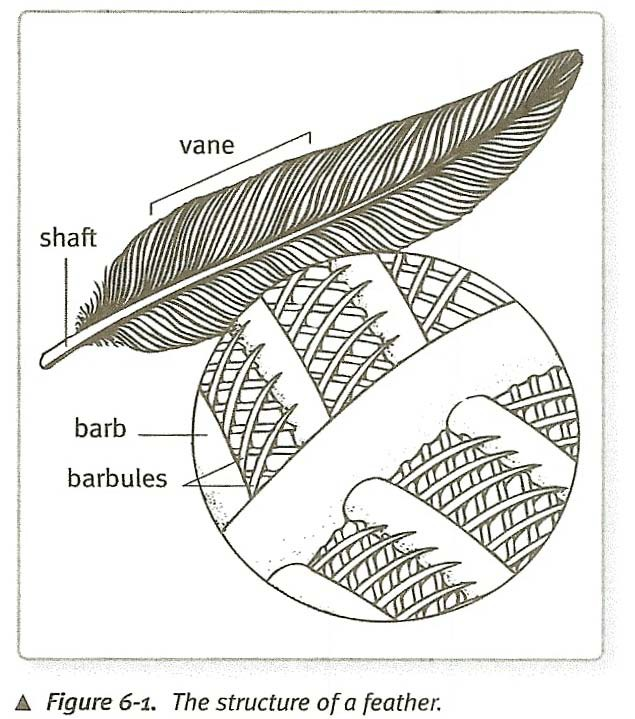 vane
shaft
barb
barbules
▲ Figure 6-1. The structure of a feather.